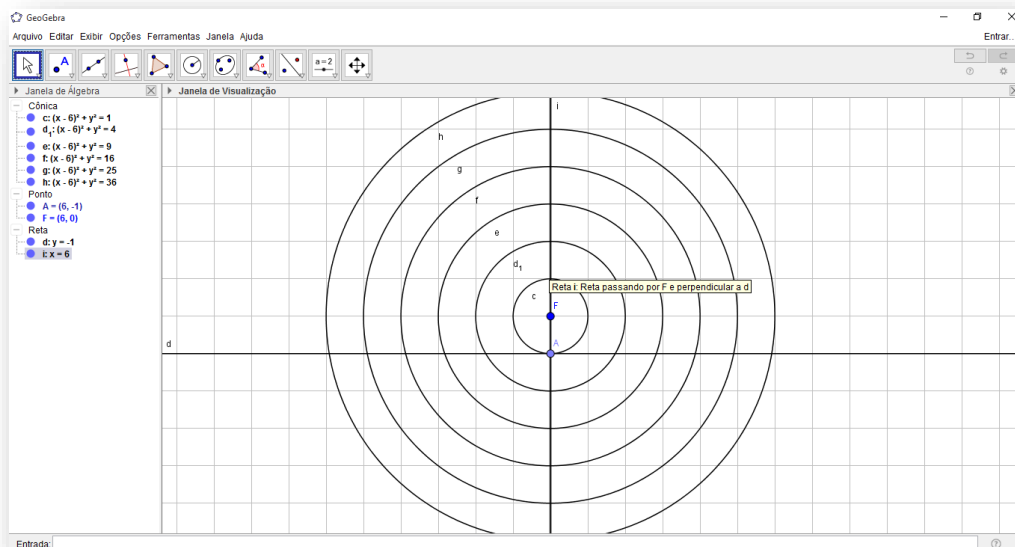 GeoGebra
Arquivo Editar Exibir Opções Ferramentas Janela Ajuda
Entrar...
A
α
a = 2
Janela de Álgebra
Janela de Visualização
Cônica
c: (x - 6)² + y² = 1
d₁: (x - 6)² + y² = 4
e: (x - 6)² + y² = 9
f: (x - 6)² + y² = 16
g: (x - 6)² + y² = 25
h: (x - 6)² + y² = 36
Ponto
A = (6, -1)
F = (6, 0)
Reta
d: y = -1
i: x = 6
i
h
g
f
e
d₁
Reta i: Reta passando por F e perpendicular a d
c
F
d
A
Entrada: